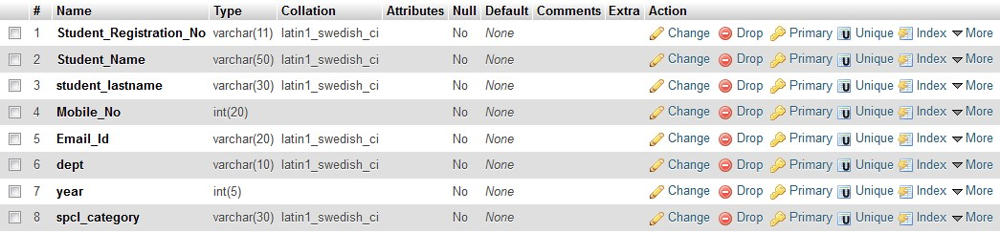 # Name Type Collation Attributes Null Default Comments Extra Action
1 Student_Registration_No varchar(11) latin1_swedish_ci No None Change Drop Primary Unique Index More
2 Student_Name varchar(50) latin1_swedish_ci No None Change Drop Primary Unique Index More
3 student_lastname varchar(30) latin1_swedish_ci No None Change Drop Primary Unique Index More
4 Mobile_No int(20) No None Change Drop Primary Unique Index More
5 Email_Id varchar(20) latin1_swedish_ci No None Change Drop Primary Unique Index More
6 dept varchar(10) latin1_swedish_ci No None Change Drop Primary Unique Index More
7 year int(5) No None Change Drop Primary Unique Index More
8 spcl_category varchar(30) latin1_swedish_ci No None Change Drop Primary Unique Index More